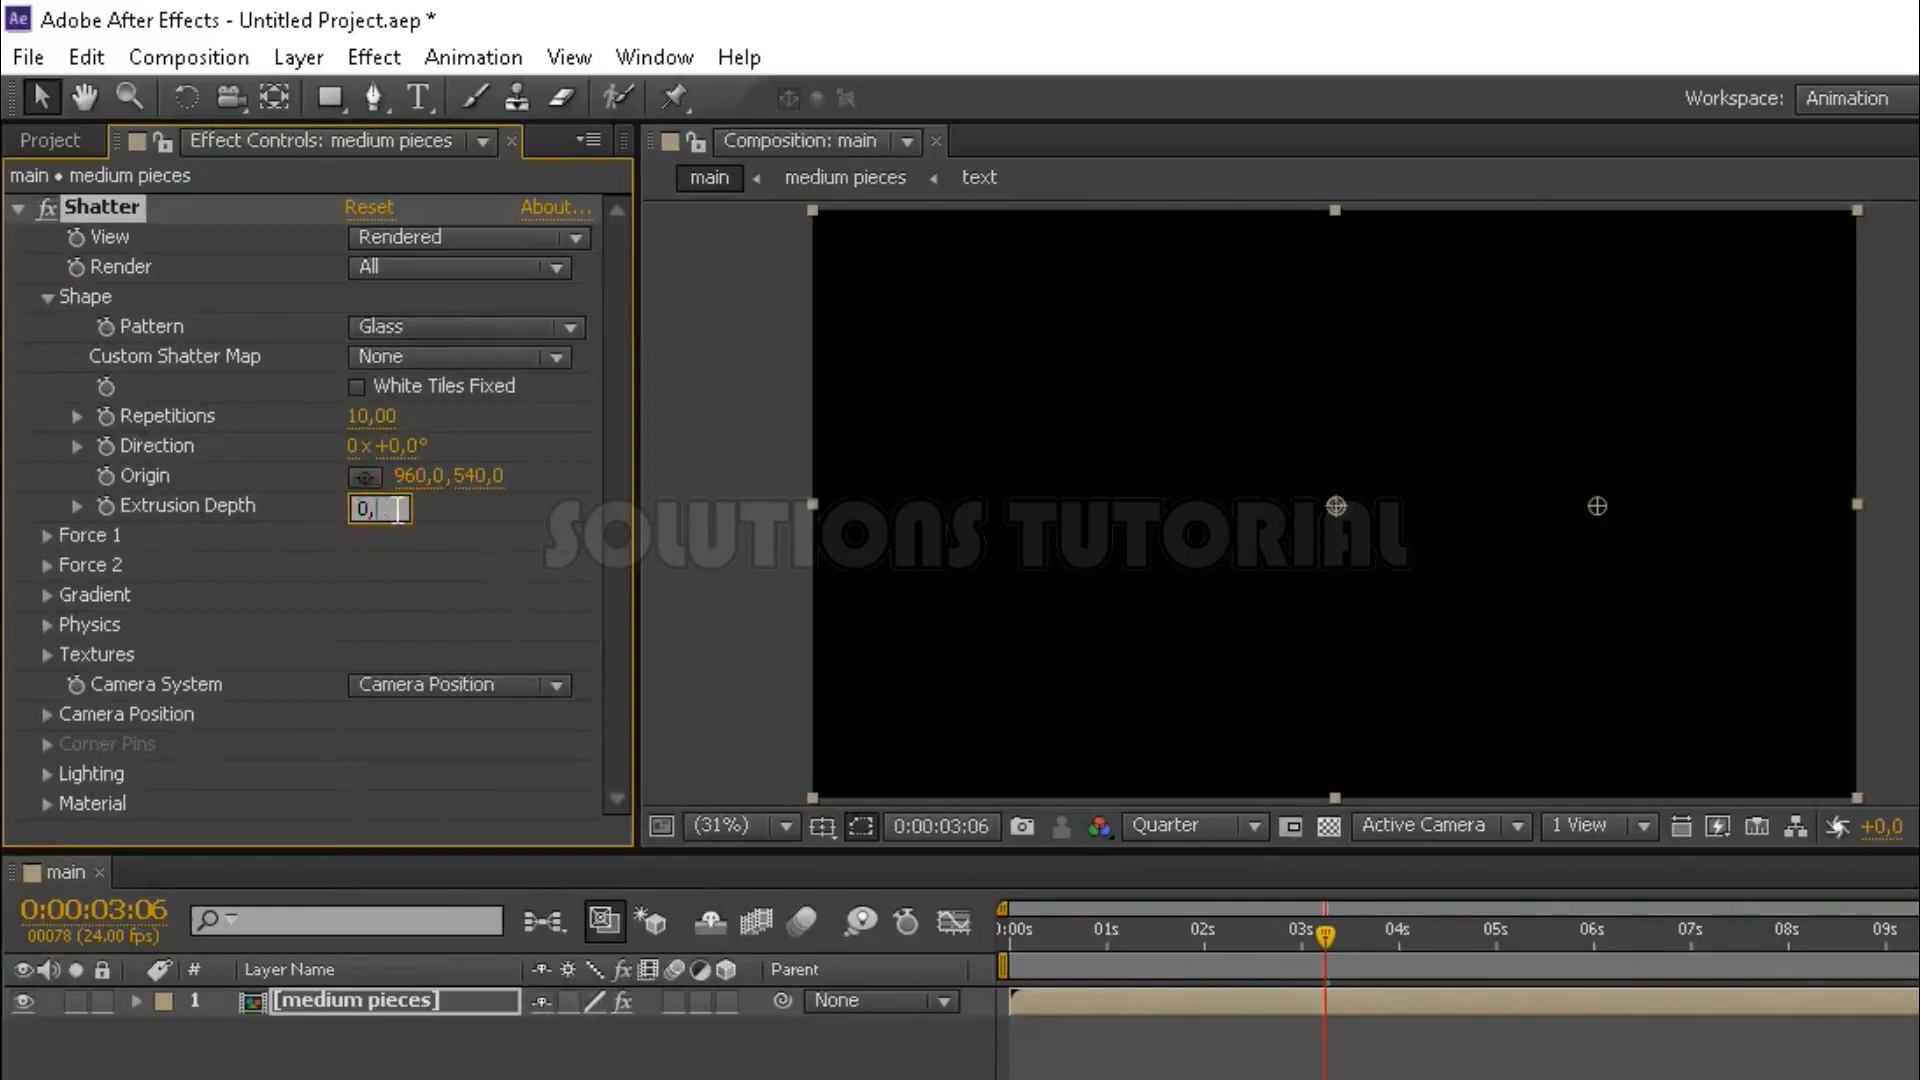 Ae Adobe After Effects - Untitled Project.aep *
File Edit Composition Layer Effect Animation View Window Help
Workspace: Animation
Project Effect Controls: medium pieces Composition: main
main • medium pieces
main medium pieces text
fx Shatter Reset About...
View Rendered
Render All
Shape
Pattern Glass
Custom Shatter Map None
White Tiles Fixed
Repetitions 10,00
Direction 0x+0,0°
Origin 960,0,540,0
Extrusion Depth 0,
SOLUTIONS TUTORIAL
Force 1
Force 2
Gradient
Physics
Textures
Camera System Camera Position
Camera Position
Corner Pins
Lighting
Material
(31%) 0:00:03:06 Quarter Active Camera 1 View +0,0
main
0:00:03:06
00078 (24.00 fps)
):00s 01s 02s 03s 04s 05s 06s 07s 08s 09s
# Layer Name fx Parent
1 [medium pieces] fx None